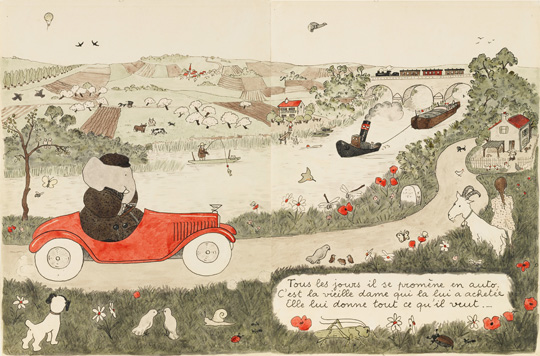 Tous les jours il se promène en auto.
C'est la vieille dame qui la lui a achetée.
Elle lui donne tout ce qu'il veut...